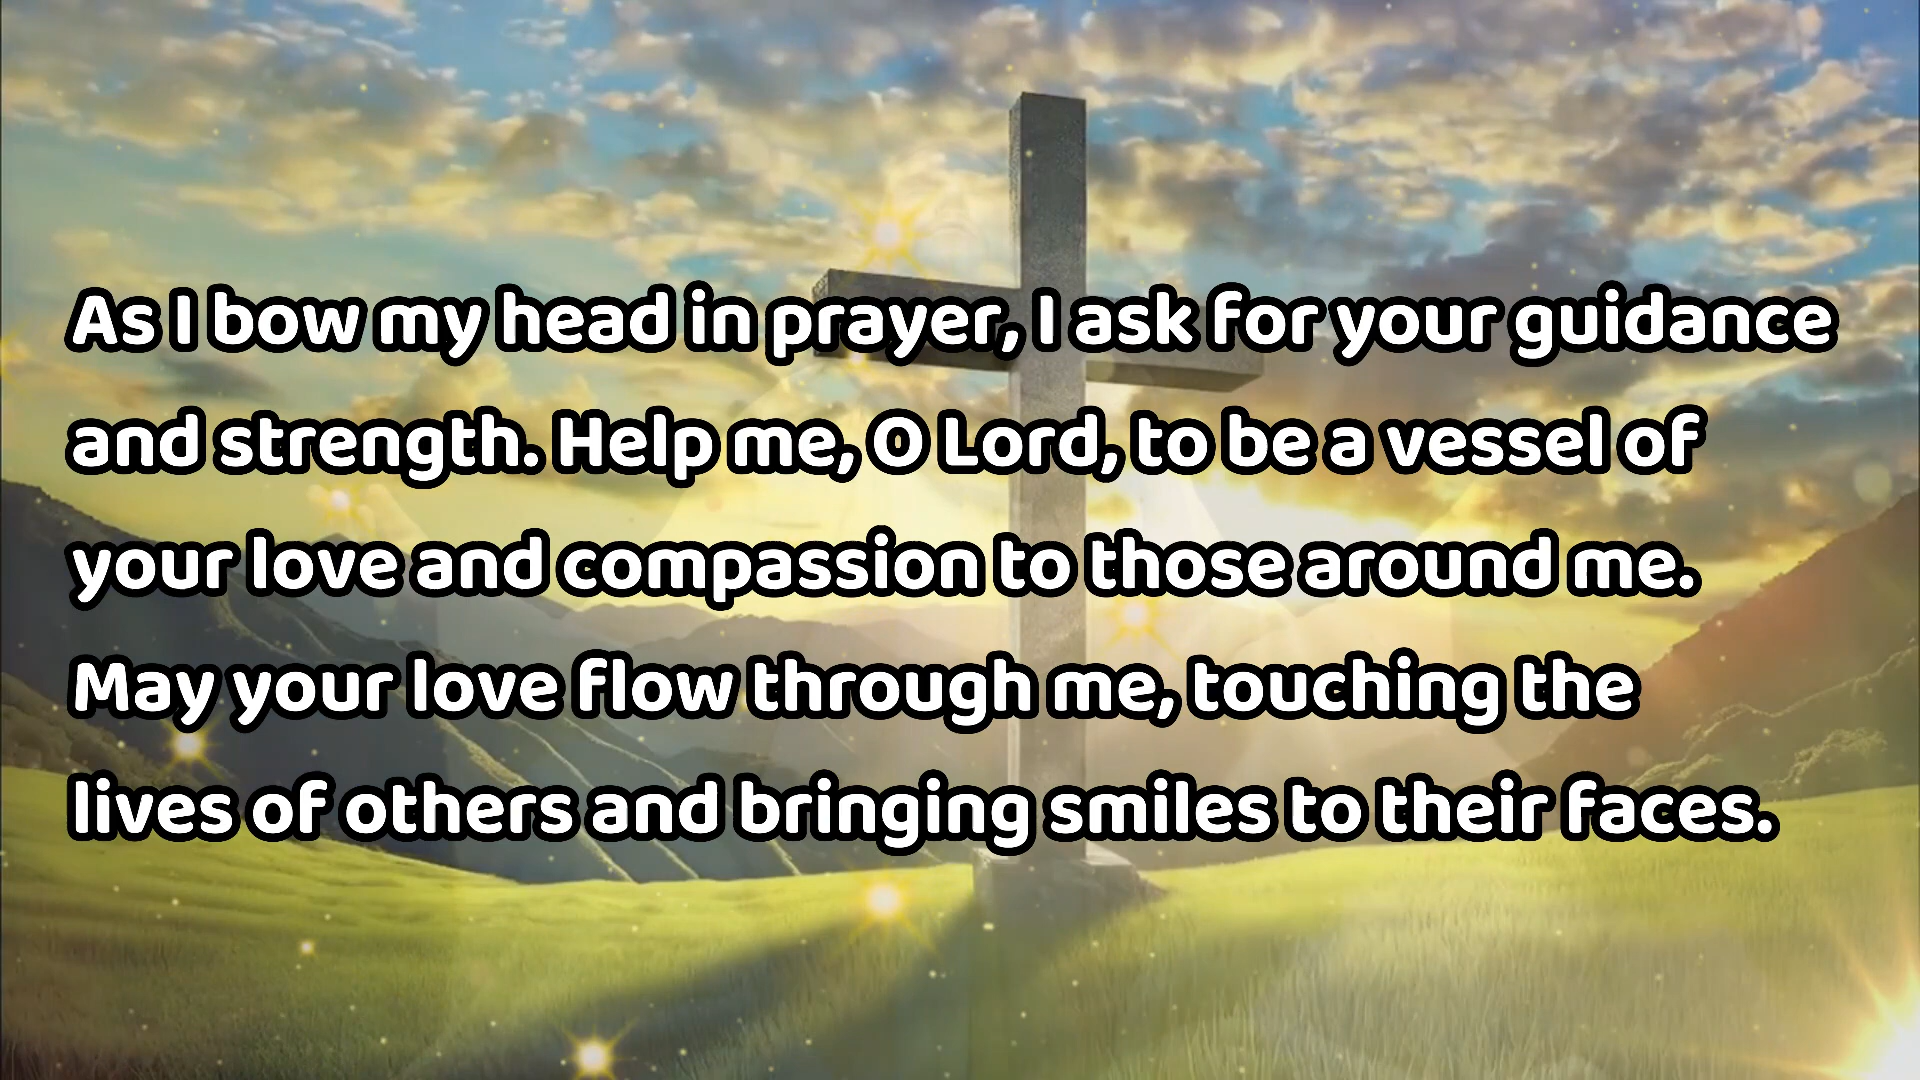 As I bow my head in prayer, I ask for your guidance
and strength. Help me, O Lord, to be a vessel of
your love and compassion to those around me.
May your love flow through me, touching the
lives of others and bringing smiles to their faces.